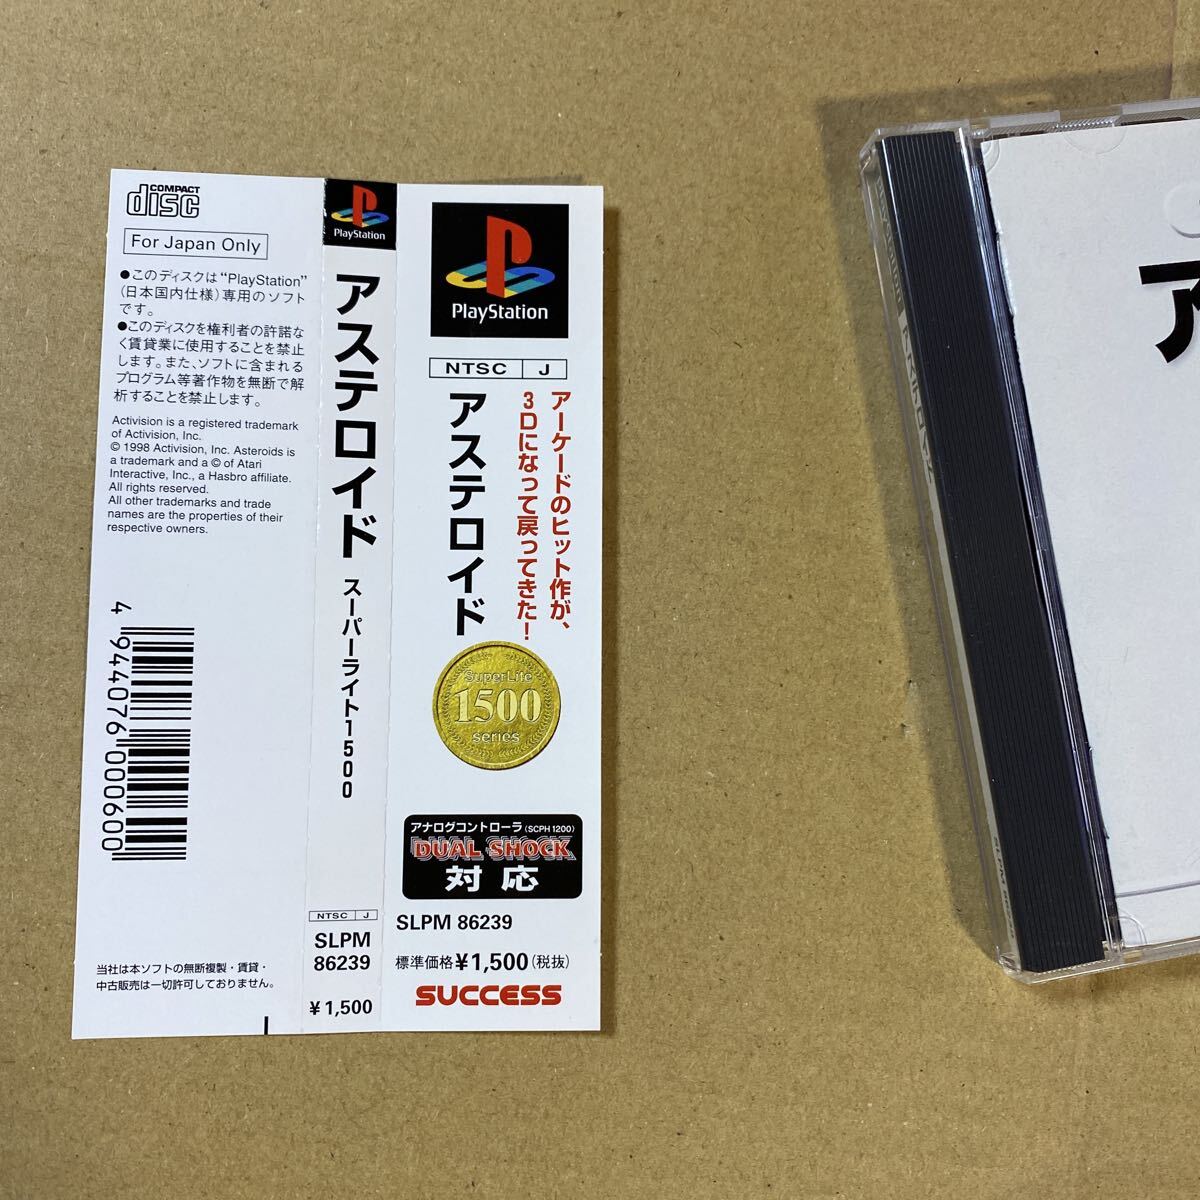 COMPACT
disc
For Japan Only
●このディスクは“PlayStation”
(日本国内仕様)専用のソフト
です。
●このディスクを権利者の許諾な
く賃貸業に使用することを禁止
します。また、ソフトに含まれる
プログラム等著作物を無断で解
析することを禁止します。
Activision is a registered trademark
of Activision, Inc.
© 1998 Activision, Inc. Asteroids is
a trademark and a © of Atari
Interactive, Inc., a Hasbro affiliate.
All rights reserved.
All other trademarks and trade
names are the properties of their
respective owners.
4 944076 000600
当社は本ソフトの無断複製・賃貸・
中古販売は一切許可しておりません。
PlayStation
アステロイド
スーパーライト1500
NTSC J
SLPM
86239
¥1,500
PlayStation
NTSC J
アーケードのヒット作が、
3Dになって戻ってきた!
アステロイド
SuperLite
1500
series
アナログコントローラ(SCPH1200)
DUAL SHOCK
対応
SLPM 86239
標準価格¥1,500(税抜)
SUCCESS
ア